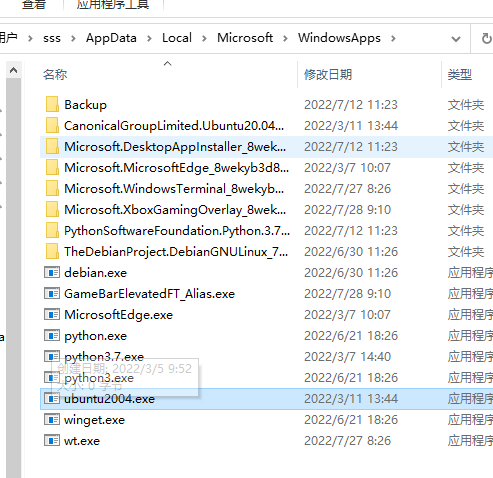 查看 应用程序工具
用户 > sss > AppData > Local > Microsoft > WindowsApps >
名称 修改日期 类型
Backup 2022/7/12 11:23 文件夹
CanonicalGroupLimited.Ubuntu20.04... 2022/3/11 13:44 文件夹
Microsoft.DesktopAppInstaller_8wek... 2022/7/12 11:23 文件夹
Microsoft.MicrosoftEdge_8wekyb3d8... 2022/3/7 10:07 文件夹
Microsoft.WindowsTerminal_8wekyb... 2022/7/27 8:26 文件夹
Microsoft.XboxGamingOverlay_8wek... 2022/7/28 9:10 文件夹
PythonSoftwareFoundation.Python.3.7... 2022/7/12 11:23 文件夹
TheDebianProject.DebianGNULinux_7... 2022/6/30 11:26 文件夹
debian.exe 2022/6/30 11:26 应用程序
GameBarElevatedFT_Alias.exe 2022/7/28 9:10 应用程序
MicrosoftEdge.exe 2022/3/7 10:07 应用程序
python.exe 2022/6/21 18:26 应用程序
python3.7.exe 2022/3/7 14:40 应用程序
创建日期: 2022/3/5 9:52
python3.exe 2022/6/21 18:26 应用程序
大小: 0 字节
ubuntu2004.exe 2022/3/11 13:44 应用程序
winget.exe 2022/6/21 18:26 应用程序
wt.exe 2022/7/27 8:26 应用程序